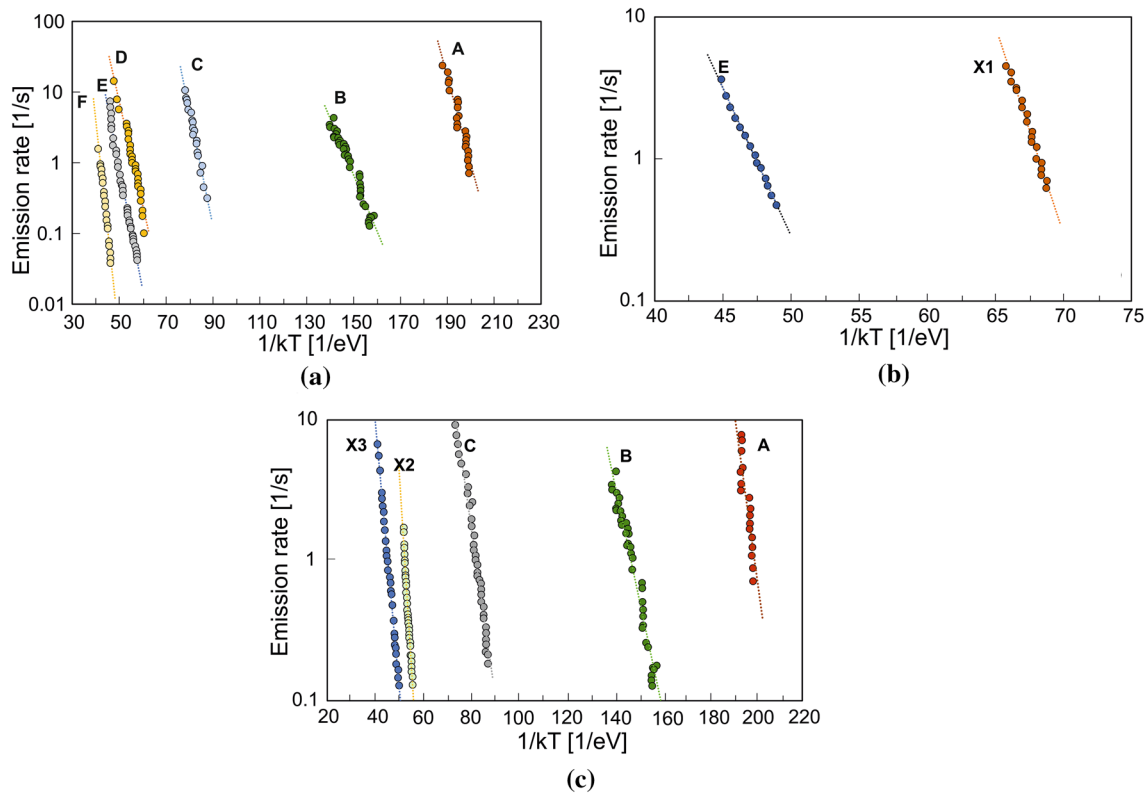 100
10
1
0.1
0.01
Emission rate [1/s]
F
E
D
C
B
A
30 50 70 90 110 130 150 170 190 210 230
1/kT [1/eV]
(a)
10
1
0.1
Emission rate [1/s]
E
X1
40 45 50 55 60 65 70 75
1/kT [1/eV]
(b)
10
1
0.1
Emission rate [1/s]
X3
X2
C
B
A
20 40 60 80 100 120 140 160 180 200 220
1/kT [1/eV]
(c)